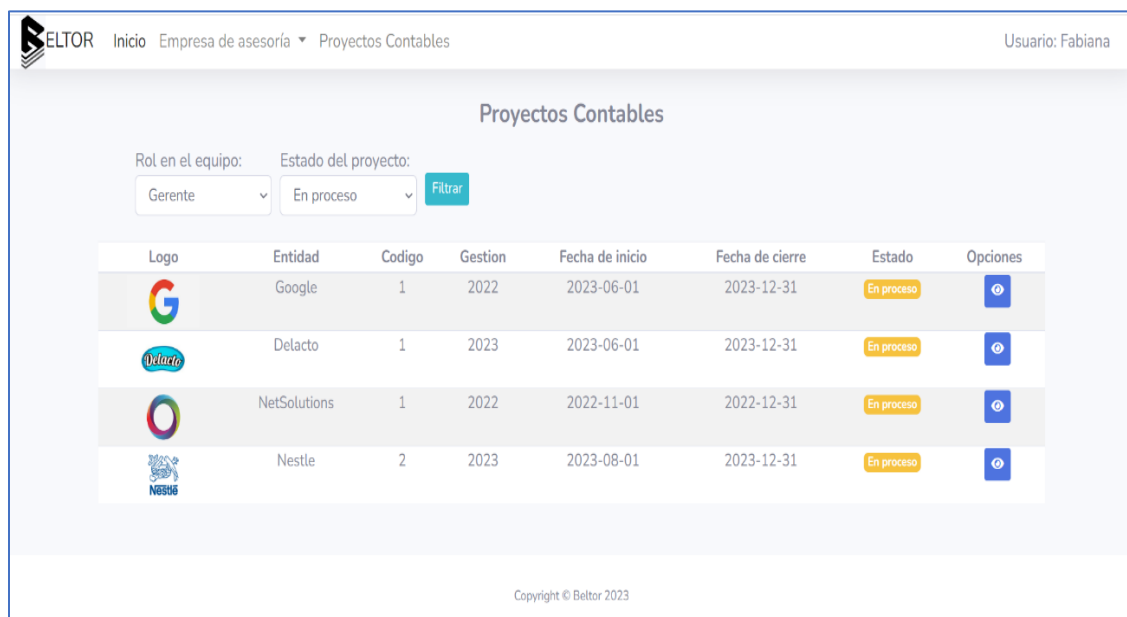 BELTOR Inicio Empresa de asesoría Proyectos Contables Usuario: Fabiana
Proyectos Contables
Rol en el equipo: Estado del proyecto:
Gerente En proceso Filtrar
Logo Entidad Codigo Gestion Fecha de inicio Fecha de cierre Estado Opciones
Google 1 2022 2023-06-01 2023-12-31 En proceso
Delacto Delacto 1 2023 2023-06-01 2023-12-31 En proceso
NetSolutions 1 2022 2022-11-01 2022-12-31 En proceso
Nestlé Nestle 2 2023 2023-08-01 2023-12-31 En proceso
Copyright © Beltor 2023